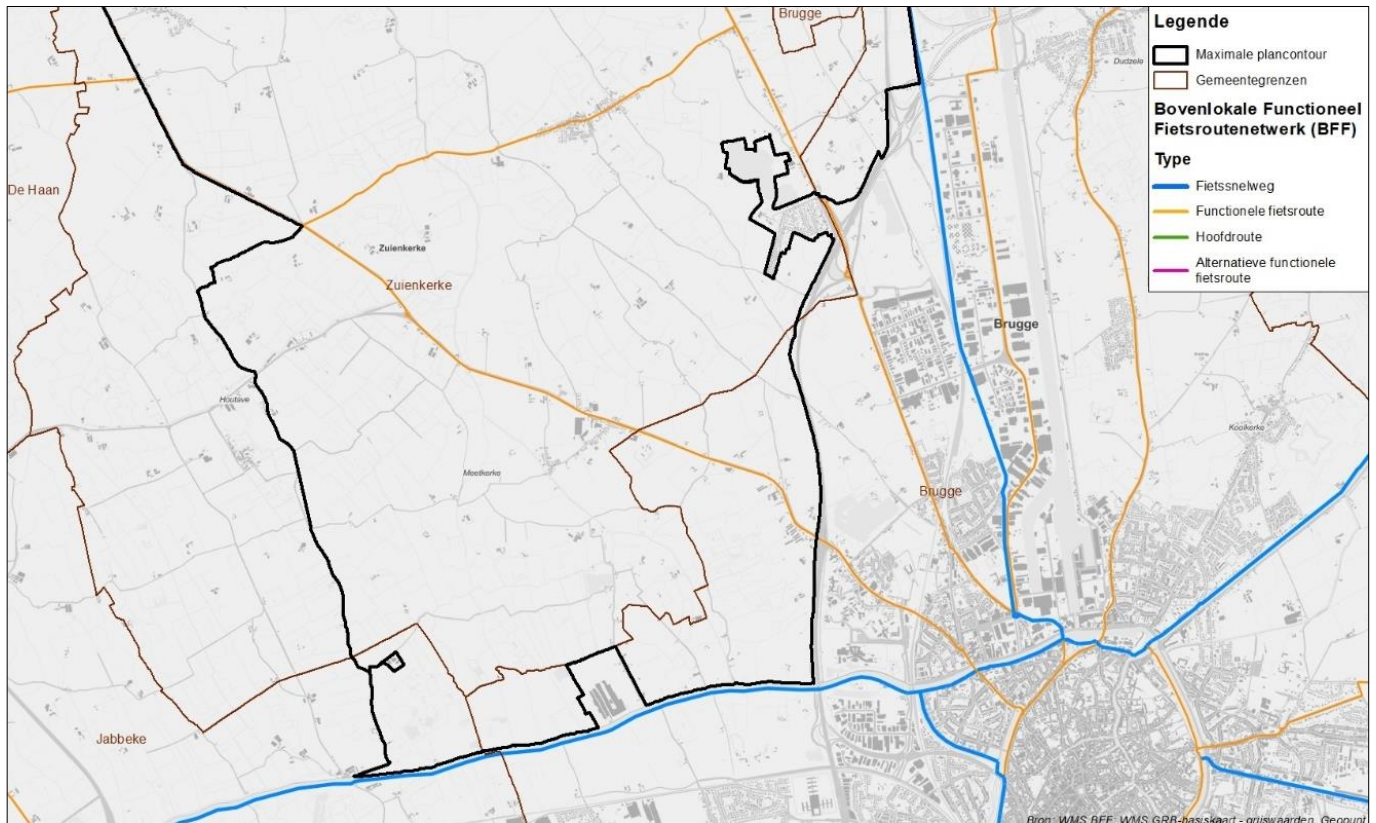 Brugge
Legende
Maximale plancontour
Gemeentegrenzen
Bovenlokale Functioneel
Fietsroutenetwerk (BFF)
Type
Fietssnelweg
Functionele fietsroute
Hoofdroute
Alternatieve functionele
fietsroute
Dudzele
De Haan
Zuienkerke
Zuienkerke
Brugge
Houtave
Meetkerke
Koolkerke
Brugge
Jabbeke
Bron: WMS BFF; WMS GRB-basiskaart - grijswaarden, Geopunt